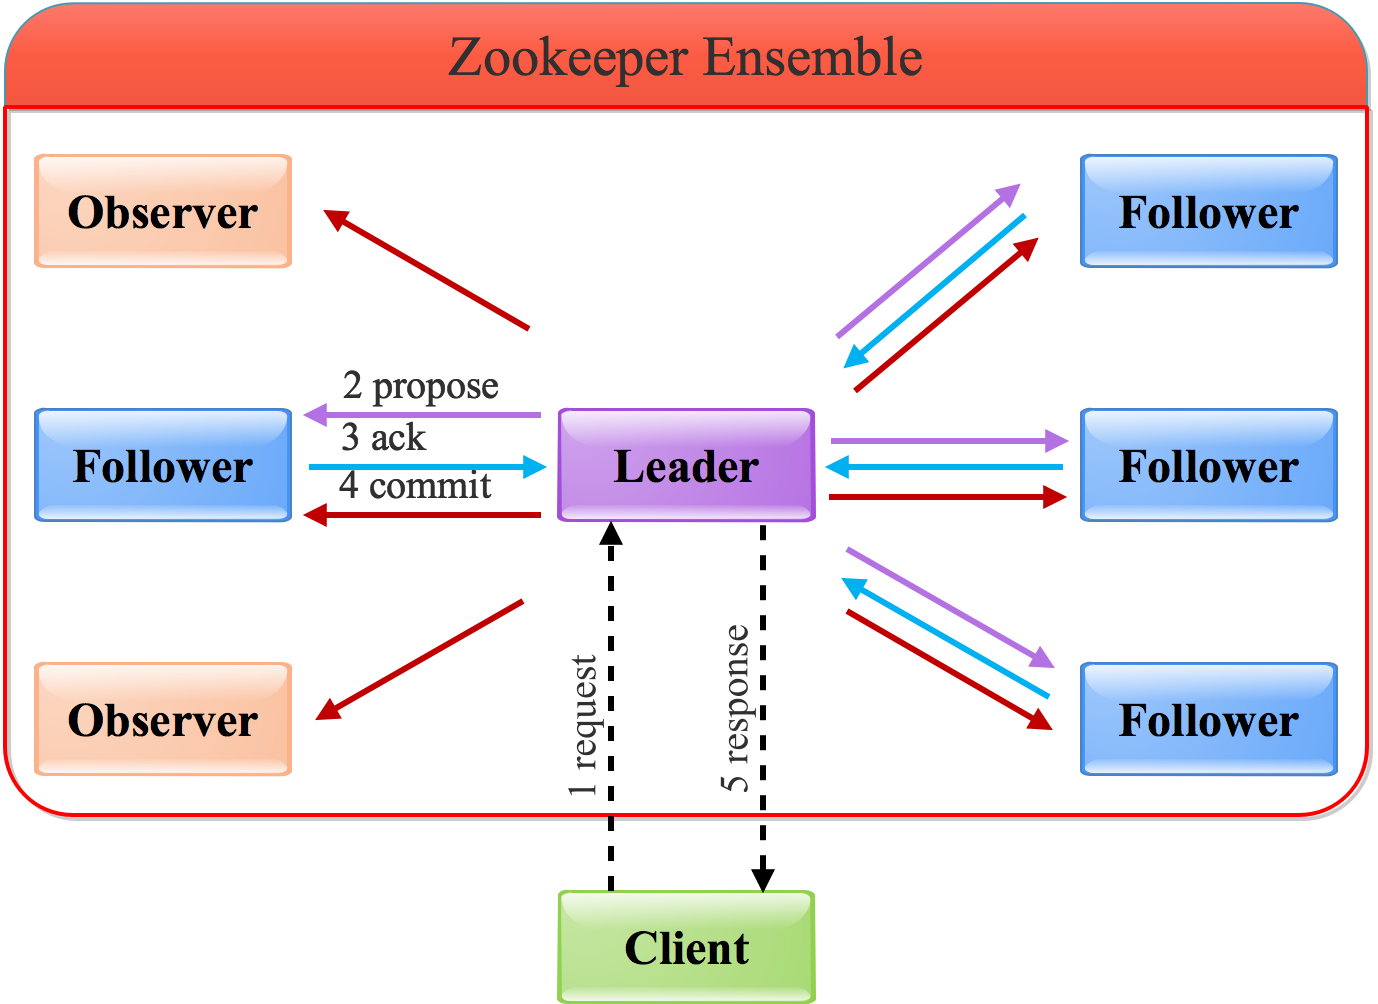 Zookeeper Ensemble
Observer
Follower
2 propose
3 ack
4 commit
Follower
Leader
Follower
Observer
1 request
5 response
Follower
Client